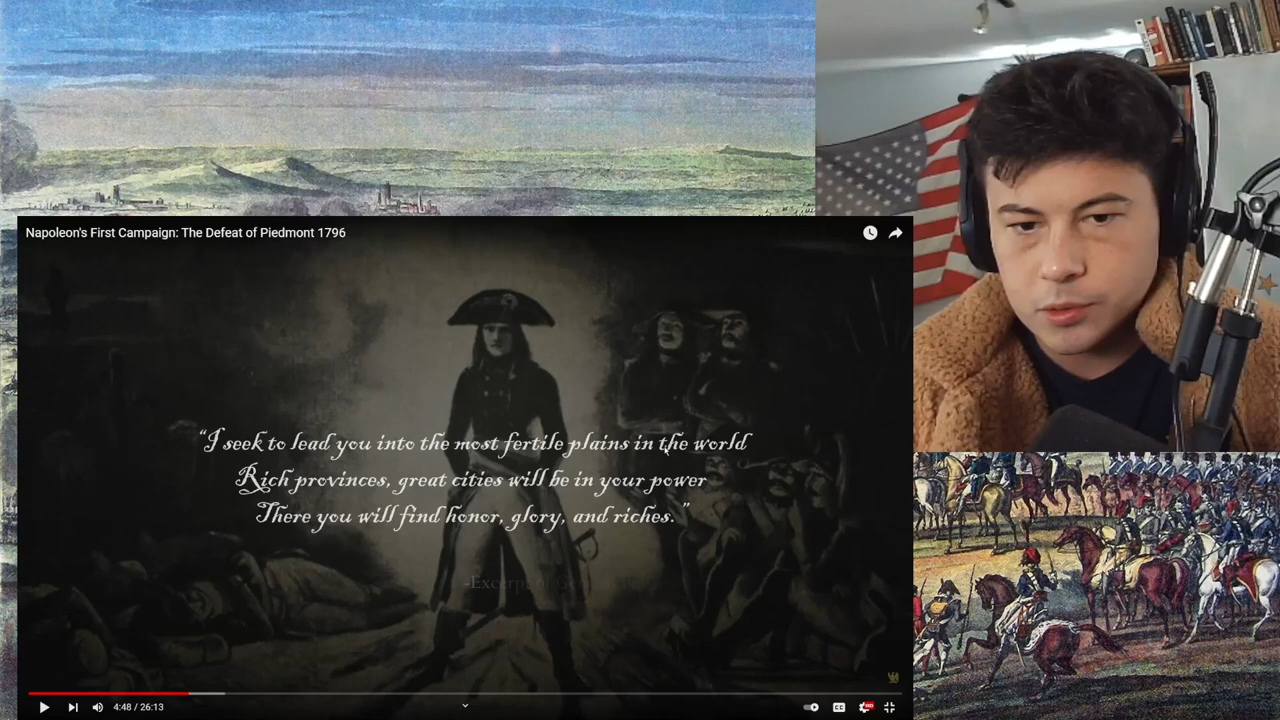 Napoleon's First Campaign: The Defeat of Piedmont 1796
“I seek to lead you into the most fertile plains in the world
Rich provinces, great cities will be in your power
There you will find honor, glory, and riches.”
4:48 / 26:13
CC
HD